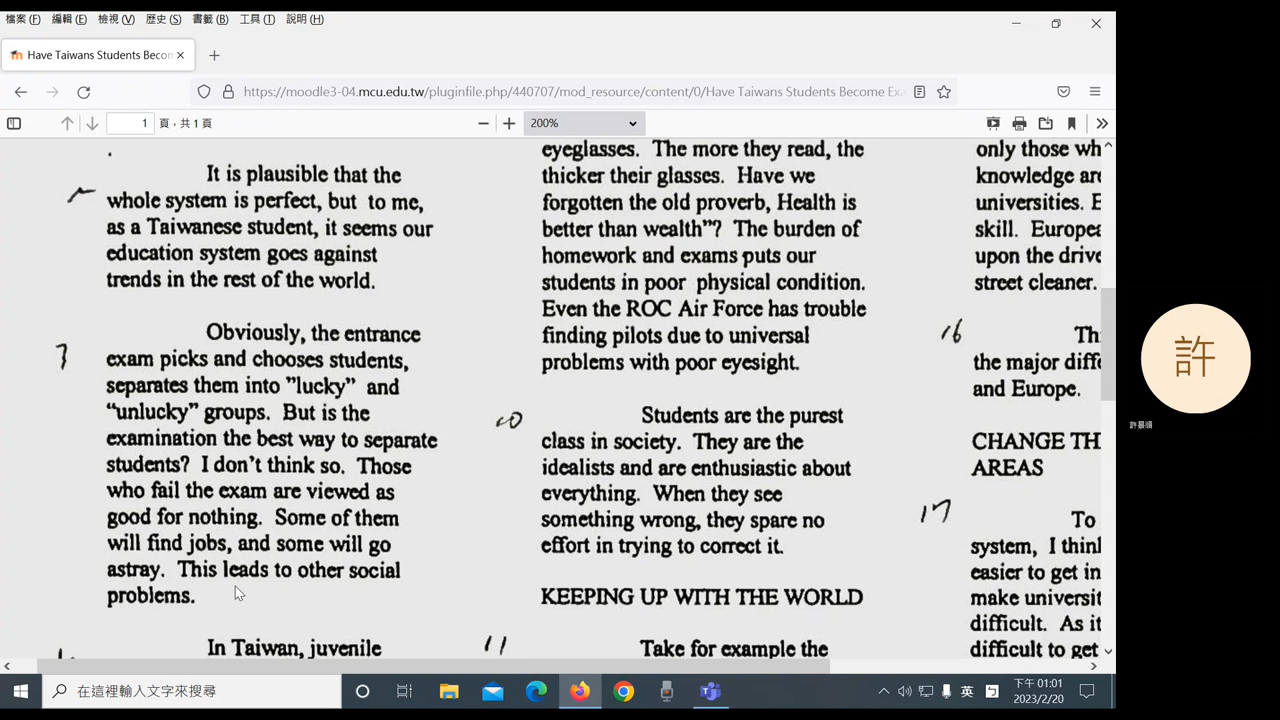 檔案(F) 編輯(E) 檢視(V) 歷史(S) 書籤(B) 工具(T) 說明(H)
Have Taiwans Students Becom
https://moodle3-04.mcu.edu.tw/pluginfile.php/440707/mod_resource/content/0/Have Taiwans Students Become Exa
1 頁,共 1 頁
200%
It is plausible that the
whole system is perfect, but to me,
as a Taiwanese student, it seems our
education system goes against
trends in the rest of the world.
7
Obviously, the entrance
exam picks and chooses students,
separates them into "lucky" and
"unlucky" groups. But is the
examination the best way to separate
students? I don't think so. Those
who fail the exam are viewed as
good for nothing. Some of them
will find jobs, and some will go
astray. This leads to other social
problems.
In Taiwan, juvenile
eyeglasses. The more they read, the
thicker their glasses. Have we
forgotten the old proverb, Health is
better than wealth"? The burden of
homework and exams puts our
students in poor physical condition.
Even the ROC Air Force has trouble
finding pilots due to universal
problems with poor eyesight.
10
Students are the purest
class in society. They are the
idealists and are enthusiastic about
everything. When they see
something wrong, they spare no
effort in trying to correct it.
KEEPING UP WITH THE WORLD
11
Take for example the
only those wh
knowledge are
universities. E
skill. Europea
upon the drive
street cleaner.
16
Thi
the major diffe
and Europe.
CHANGE TH
AREAS
17
To
system, I think
easier to get in
make universit
difficult. As it
difficult to get
許
許景順
在這裡輸入文字來搜尋
英
下午 01:01
2023/2/20